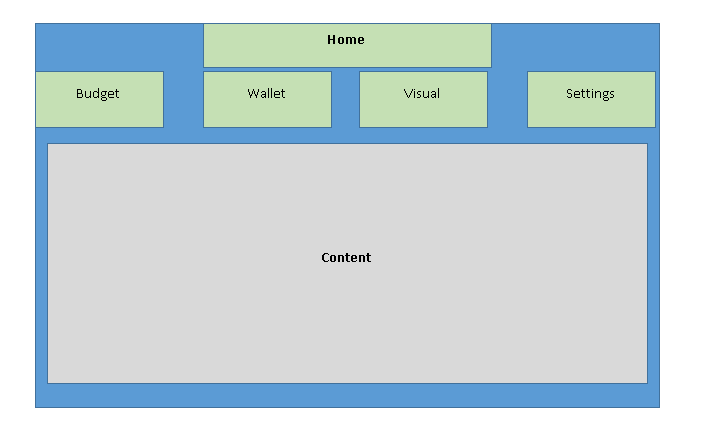 Home
Budget
Wallet
Visual
Settings
Content